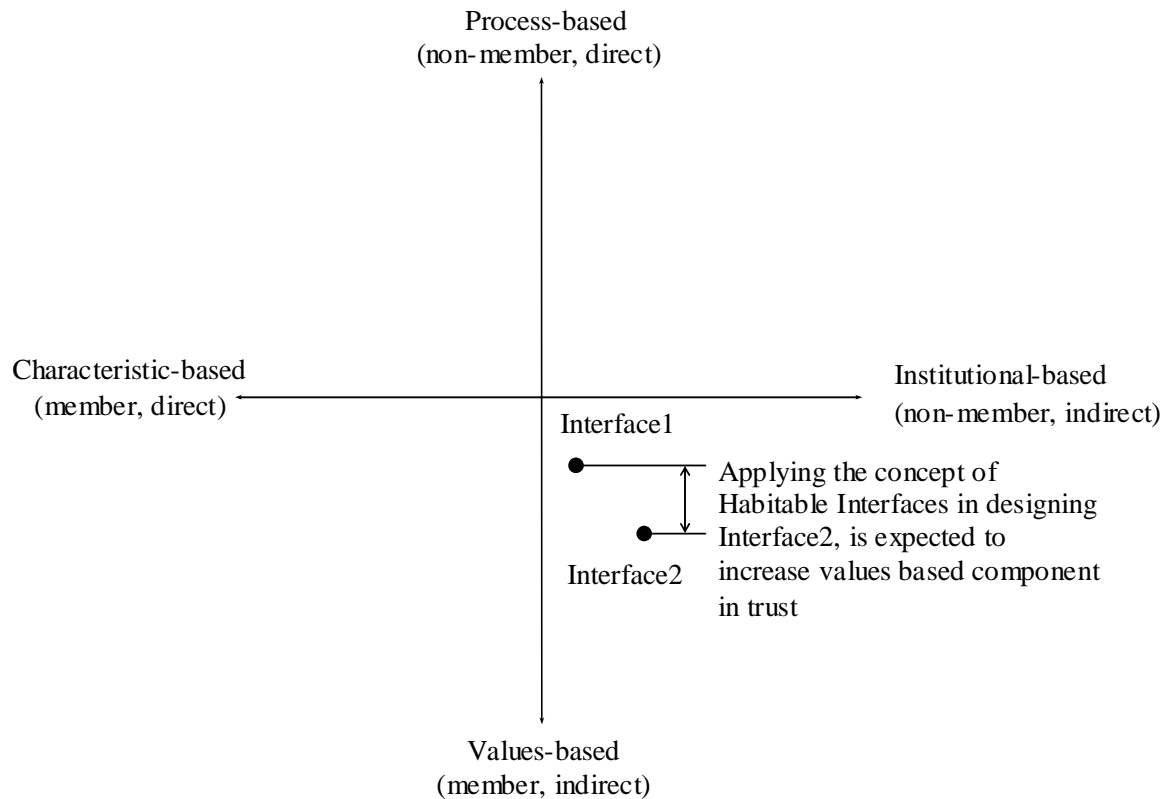 Process-based
(non-member, direct)
Characteristic-based
(member, direct)
Institutional-based
(non-member, indirect)
Interface1
Applying the concept of
Habitable Interfaces in designing
Interface2, is expected to
increase values based component
in trust
Interface2
Values-based
(member, indirect)